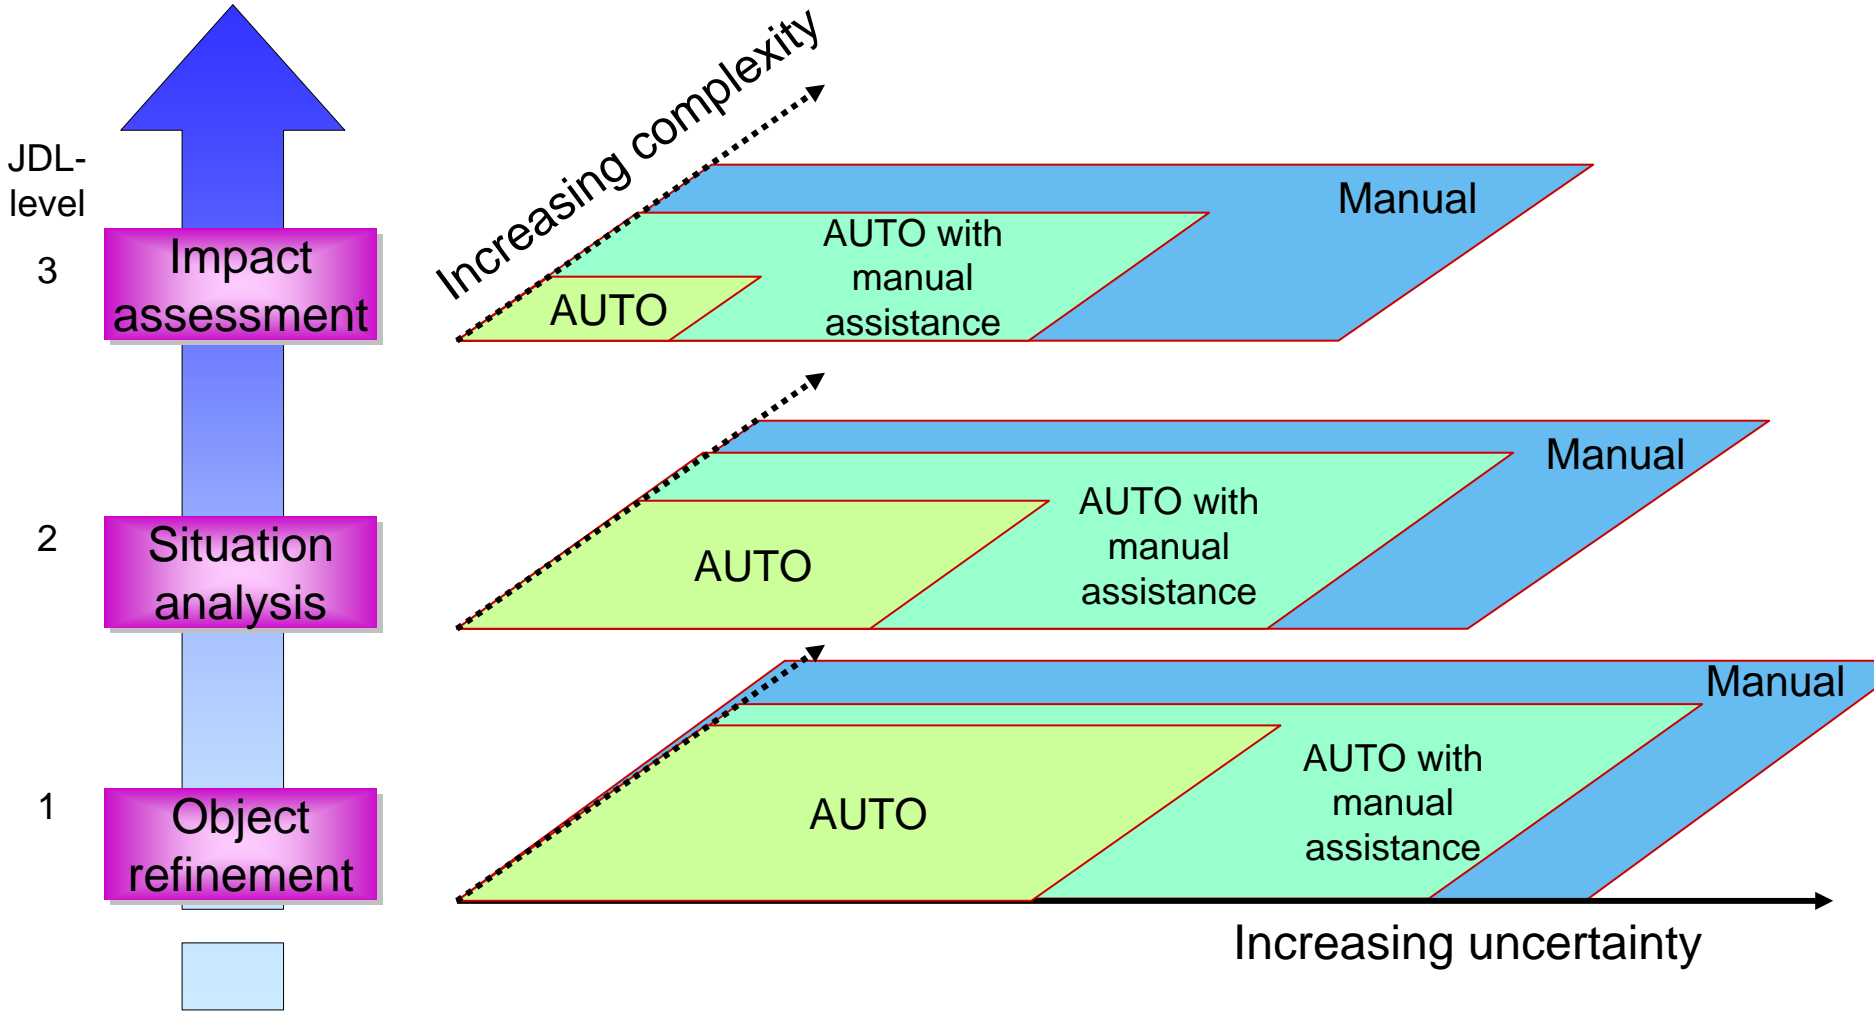 JDL-
level
3
Impact
assessment
Increasing complexity
AUTO
AUTO with
manual
assistance
Manual
2
Situation
analysis
AUTO
AUTO with
manual
assistance
Manual
1
Object
refinement
AUTO
AUTO with
manual
assistance
Manual
Increasing uncertainty